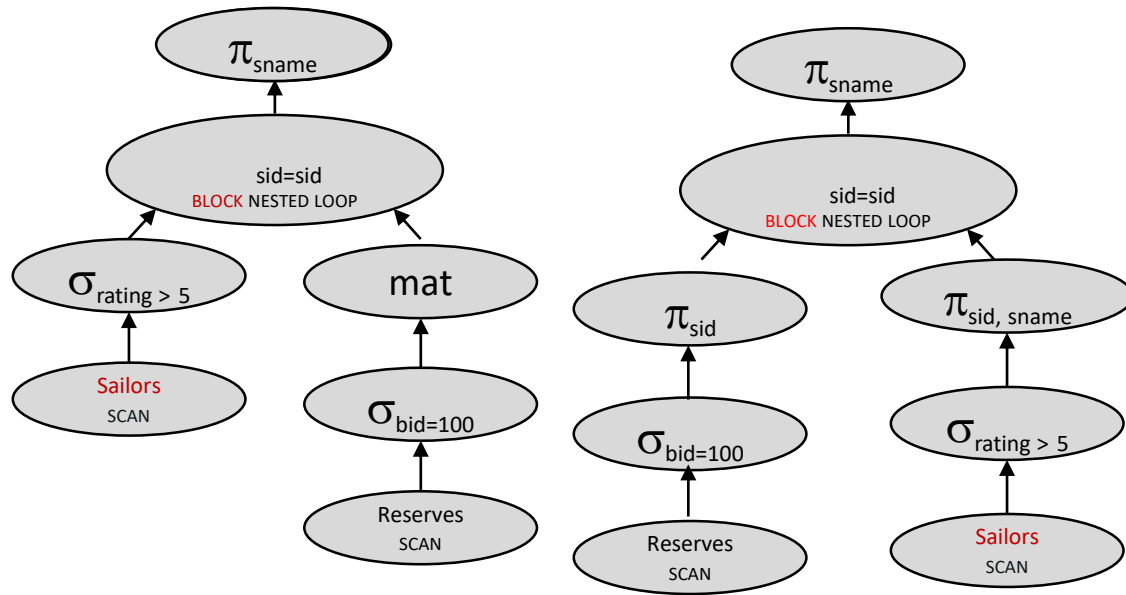 πsname
sid=sid
BLOCK NESTED LOOP
σrating > 5
mat
Sailors
SCAN
σbid=100
Reserves
SCAN
πsname
sid=sid
BLOCK NESTED LOOP
πsid
πsid, sname
σbid=100
σrating > 5
Reserves
SCAN
Sailors
SCAN